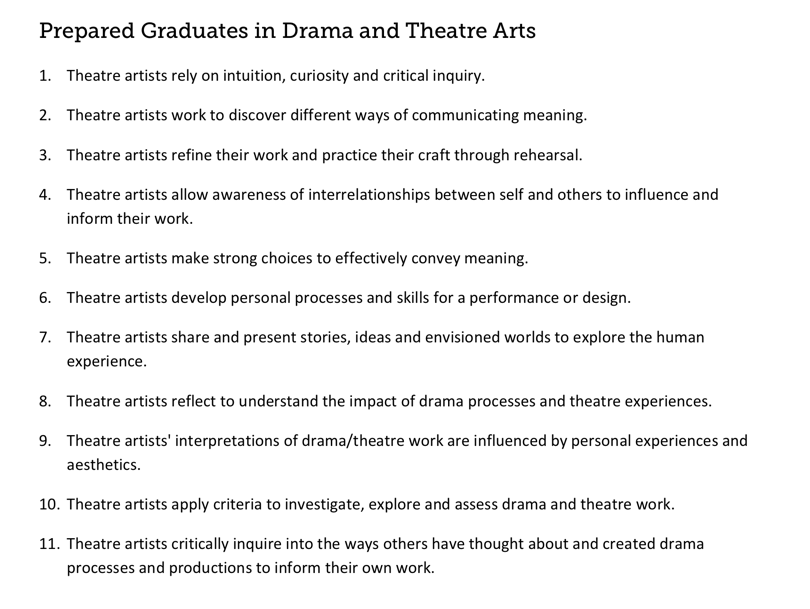 Prepared Graduates in Drama and Theatre Arts
1. Theatre artists rely on intuition, curiosity and critical inquiry.
2. Theatre artists work to discover different ways of communicating meaning.
3. Theatre artists refine their work and practice their craft through rehearsal.
4. Theatre artists allow awareness of interrelationships between self and others to influence and
inform their work.
5. Theatre artists make strong choices to effectively convey meaning.
6. Theatre artists develop personal processes and skills for a performance or design.
7. Theatre artists share and present stories, ideas and envisioned worlds to explore the human
experience.
8. Theatre artists reflect to understand the impact of drama processes and theatre experiences.
9. Theatre artists' interpretations of drama/theatre work are influenced by personal experiences and
aesthetics.
10. Theatre artists apply criteria to investigate, explore and assess drama and theatre work.
11. Theatre artists critically inquire into the ways others have thought about and created drama
processes and productions to inform their own work.